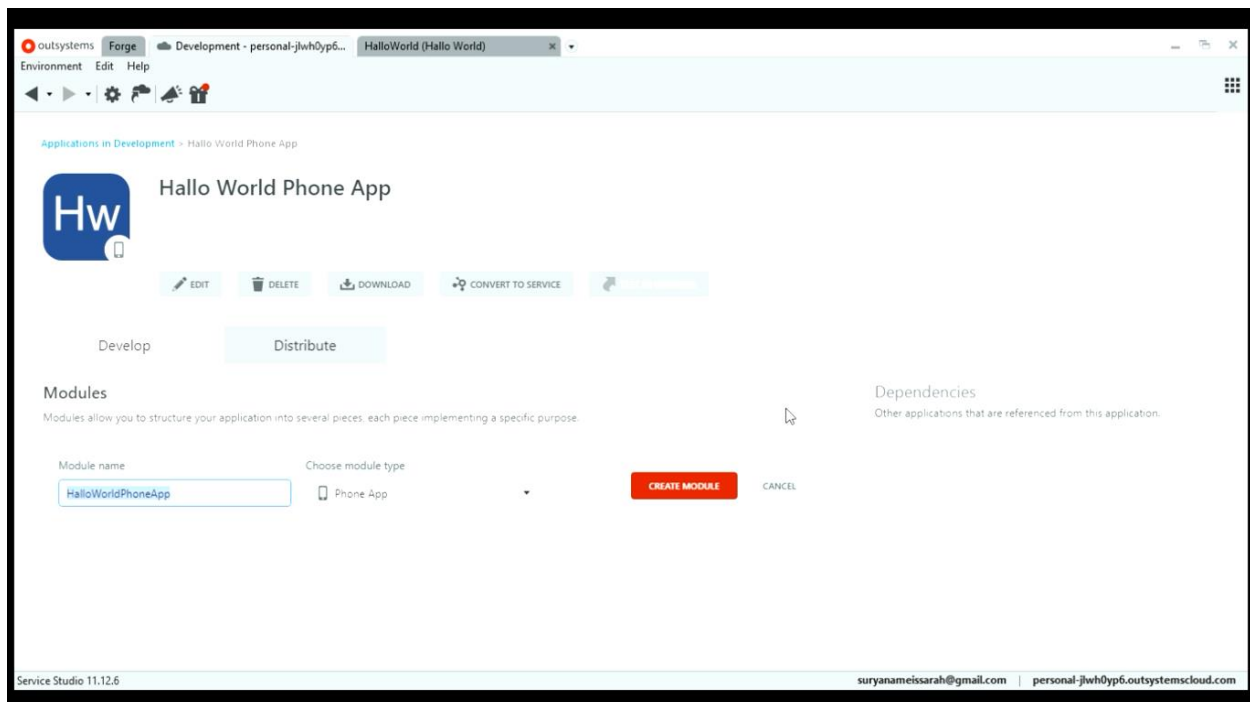 outsystems Forge Development - personal-jlwh0yp6... HalloWorld (Hallo World)
Environment Edit Help
Applications in Development > Hallo World Phone App
Hw
Hallo World Phone App
EDIT DELETE DOWNLOAD CONVERT TO SERVICE
Develop Distribute
Modules
Modules allow you to structure your application into several pieces, each piece implementing a specific purpose.
Dependencies
Other applications that are referenced from this application.
Module name Choose module type
HalloWorldPhoneApp Phone App CREATE MODULE CANCEL
Service Studio 11.12.6 suryanameissarah@gmail.com | personal-jlwh0yp6.outsystemscloud.com